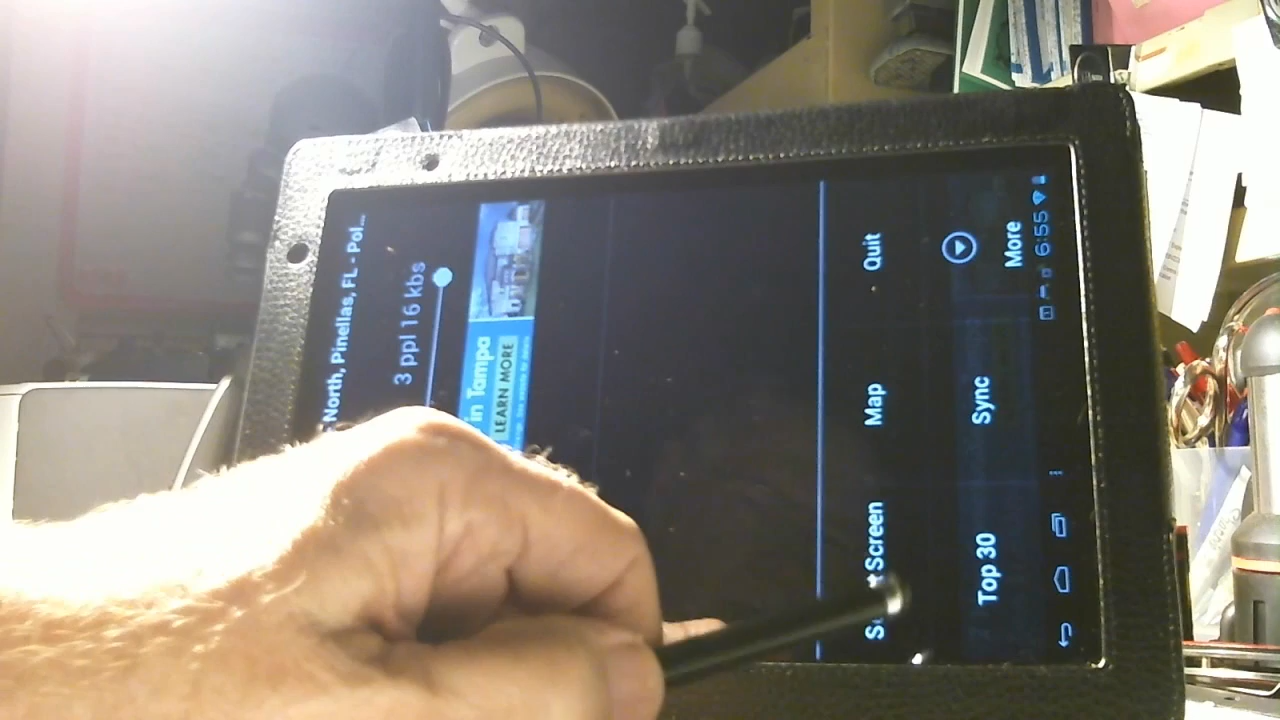 North, Pinellas, FL - Pol...
3 ppl 16 kbs
in Tampa
LEARN MORE
Screen
Map
Quit
Top 30
Sync
More
6:55